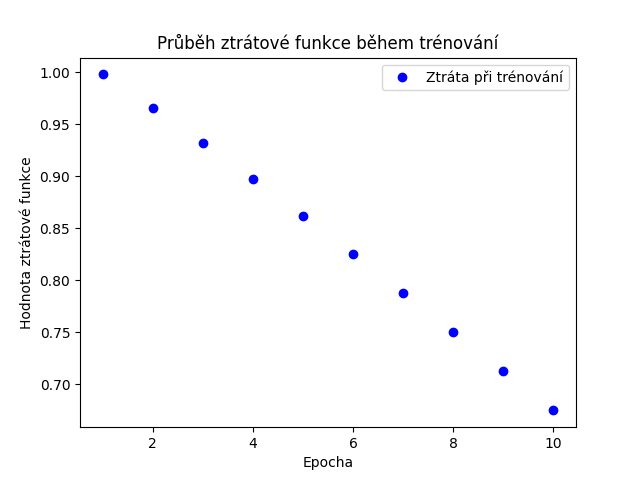 Průběh ztrátové funkce během trénování
Ztráta při trénování
Hodnota ztrátové funkce
1.00
0.95
0.90
0.85
0.80
0.75
0.70
2 4 6 8 10
Epocha